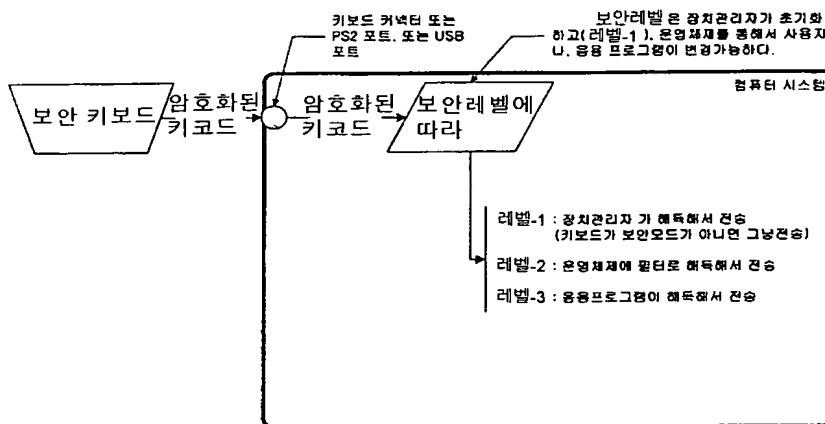 키보드 커넥터 또는
PS2 포트. 또는 USB
포트
보안레벨 은 장치관리자가 초기화
하고(레벨-1), 운영체제를 통해서 사용자
나, 응용 프로그램이 변경가능하다.
컴퓨터 시스템
보안 키보드
암호화된
키코드
암호화된
키코드
보안레벨에
따라
레벨-1 : 장치관리자 가 해독해서 전송
(키보드가 보안모드가 아니면 그냥전송)
레벨-2 : 운영체제에 필터로 해독해서 전송
레벨-3 : 응용프로그램이 해독해서 전송